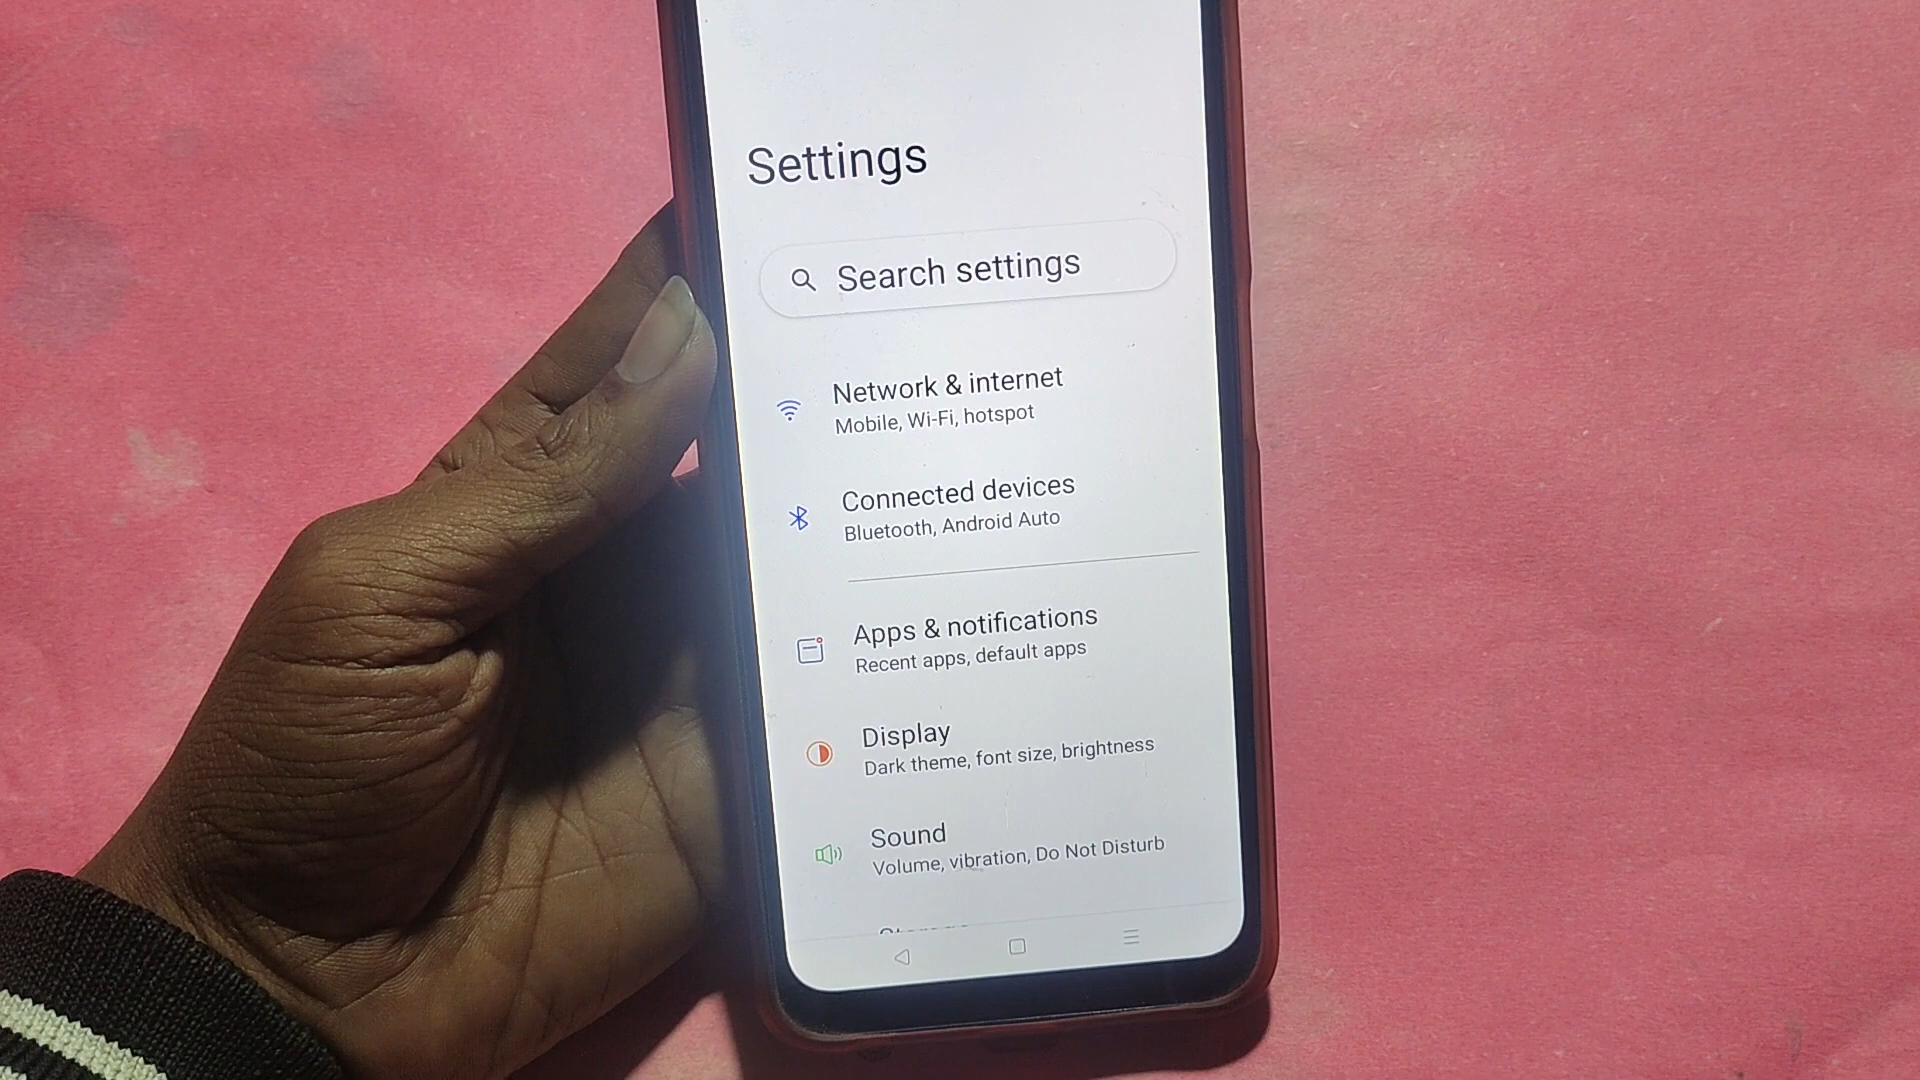 Settings
Search settings
Network & internet
Mobile, Wi-Fi, hotspot
Connected devices
Bluetooth, Android Auto
Apps & notifications
Recent apps, default apps
Display
Dark theme, font size, brightness
Sound
Volume, vibration, Do Not Disturb